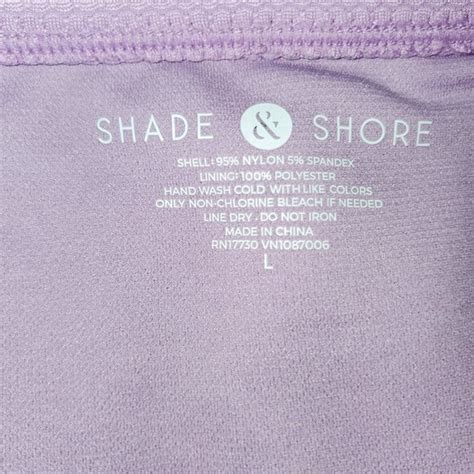 SHADE & SHORE
SHELL: 95% NYLON 5% SPANDEX
LINING: 100% POLYESTER
HAND WASH COLD WITH LIKE COLORS
ONLY NON-CHLORINE BLEACH IF NEEDED
LINE DRY . DO NOT IRON
MADE IN CHINA
RN17730 VN1087006
L